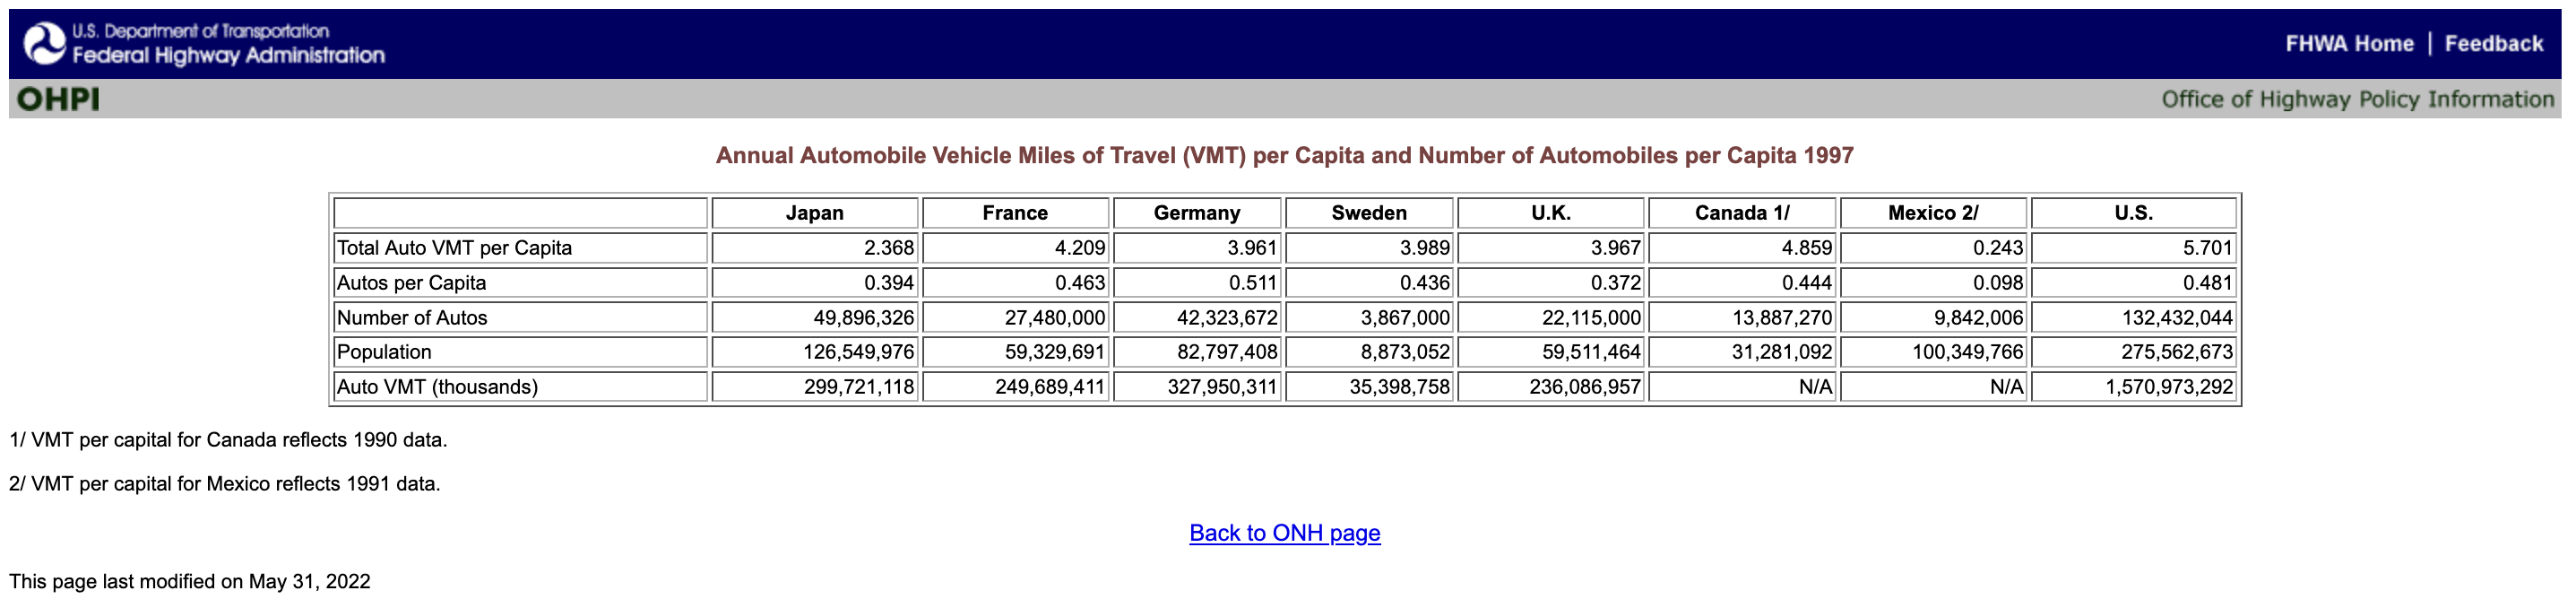 U.S. Department of Transportation
Federal Highway Administration
FHWA Home | Feedback
OHPI
Office of Highway Policy Information
Annual Automobile Vehicle Miles of Travel (VMT) per Capita and Number of Automobiles per Capita 1997
Japan France Germany Sweden U.K. Canada 1/ Mexico 2/ U.S.
Total Auto VMT per Capita 2.368 4.209 3.961 3.989 3.967 4.859 0.243 5.701
Autos per Capita 0.394 0.463 0.511 0.436 0.372 0.444 0.098 0.481
Number of Autos 49,896,326 27,480,000 42,323,672 3,867,000 22,115,000 13,887,270 9,842,006 132,432,044
Population 126,549,976 59,329,691 82,797,408 8,873,052 59,511,464 31,281,092 100,349,766 275,562,673
Auto VMT (thousands) 299,721,118 249,689,411 327,950,311 35,398,758 236,086,957 N/A N/A 1,570,973,292
1/ VMT per capital for Canada reflects 1990 data.
2/ VMT per capital for Mexico reflects 1991 data.
Back to ONH page
This page last modified on May 31, 2022